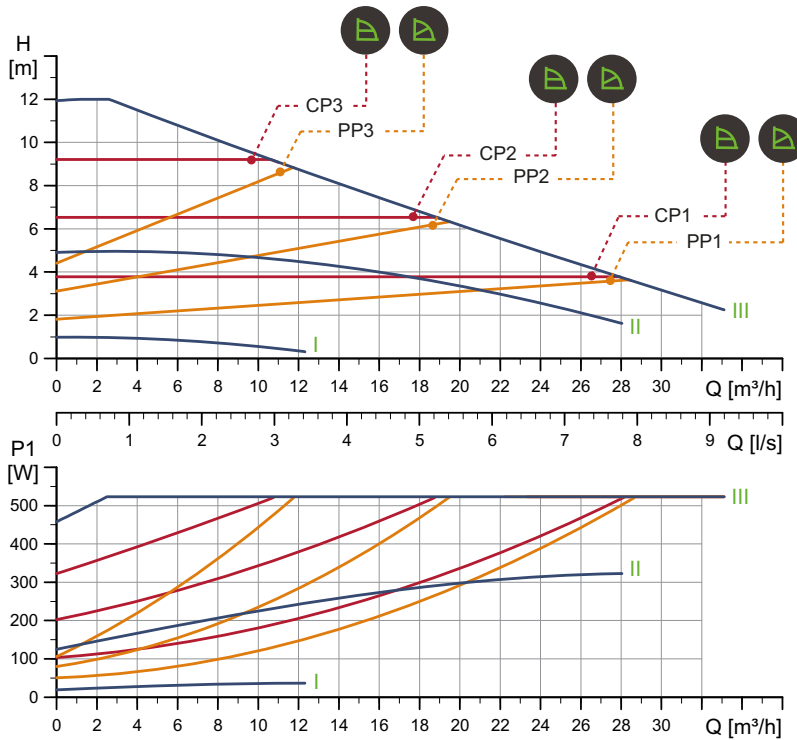 H
[m]
12
10
8
6
4
2
0
CP3
PP3
CP2
PP2
CP1
PP1
I
II
III
0 2 4 6 8 10 12 14 16 18 20 22 24 26 28 30 Q [m³/h]
0 1 2 3 4 5 6 7 8 9 Q [l/s]
P1
[W]
500
400
300
200
100
0
III
II
I
0 2 4 6 8 10 12 14 16 18 20 22 24 26 28 30 Q [m³/h]